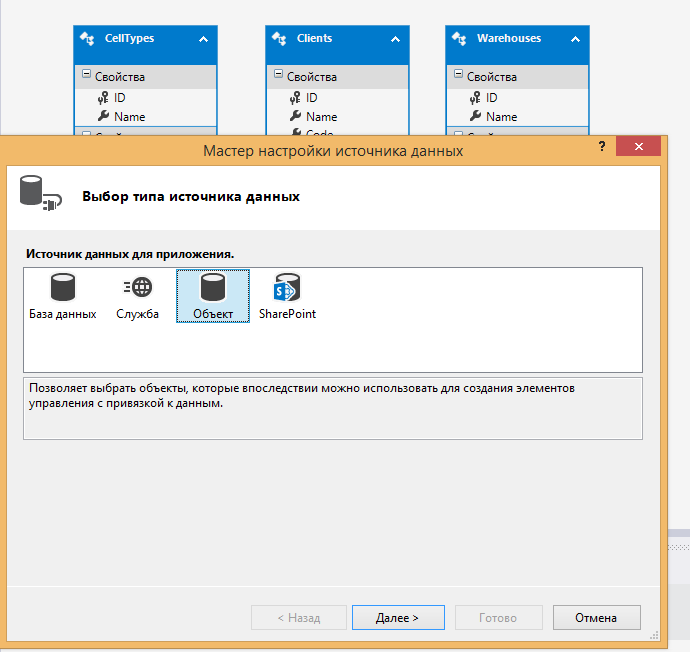 CellTypes
Clients
Warehouses
Свойства
Свойства
Свойства
ID
ID
ID
Name
Name
Name
Code
Мастер настройки источника данных
?
Выбор типа источника данных
Источник данных для приложения.
База данных
Служба
Объект
SharePoint
Позволяет выбрать объекты, которые впоследствии можно использовать для создания элементов
управления с привязкой к данным.
< Назад
Далее >
Готово
Отмена